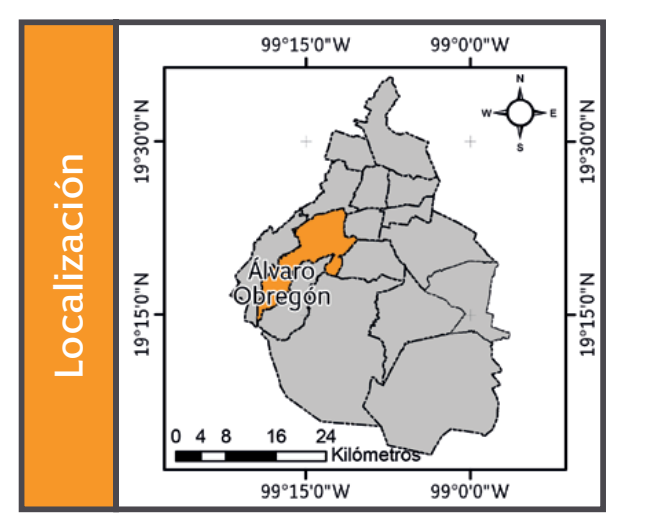 Localización
99°15'0"W 99°0'0"W
19°30'0"N 19°30'0"N
N
W E
S
Álvaro
Obregón
19°15'0"N 19°15'0"N
0 4 8 16 24
Kilómetros
99°15'0"W 99°0'0"W